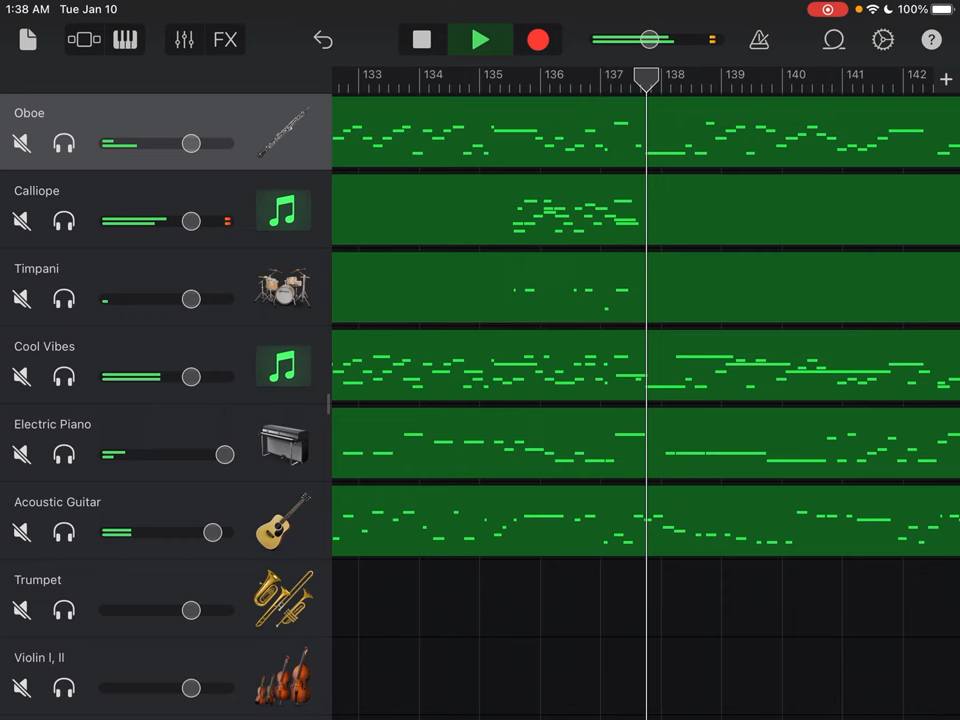 1:38 AM Tue Jan 10 100%
FX ?
133 134 135 136 137 138 139 140 141 142 +
Oboe
Calliope
Timpani
Cool Vibes
Electric Piano
Acoustic Guitar
Trumpet
Violin I, II